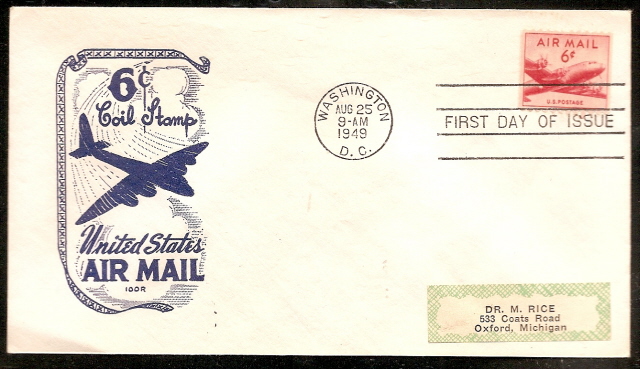 6¢
Coil Stamp
United States
AIR MAIL
IOOR
WASHINGTON
AUG 25
9-AM
1949
D. C.
AIR MAIL
6¢
U.S. POSTAGE
FIRST DAY OF ISSUE
DR. M. RICE
533 Coats Road
Oxford, Michigan